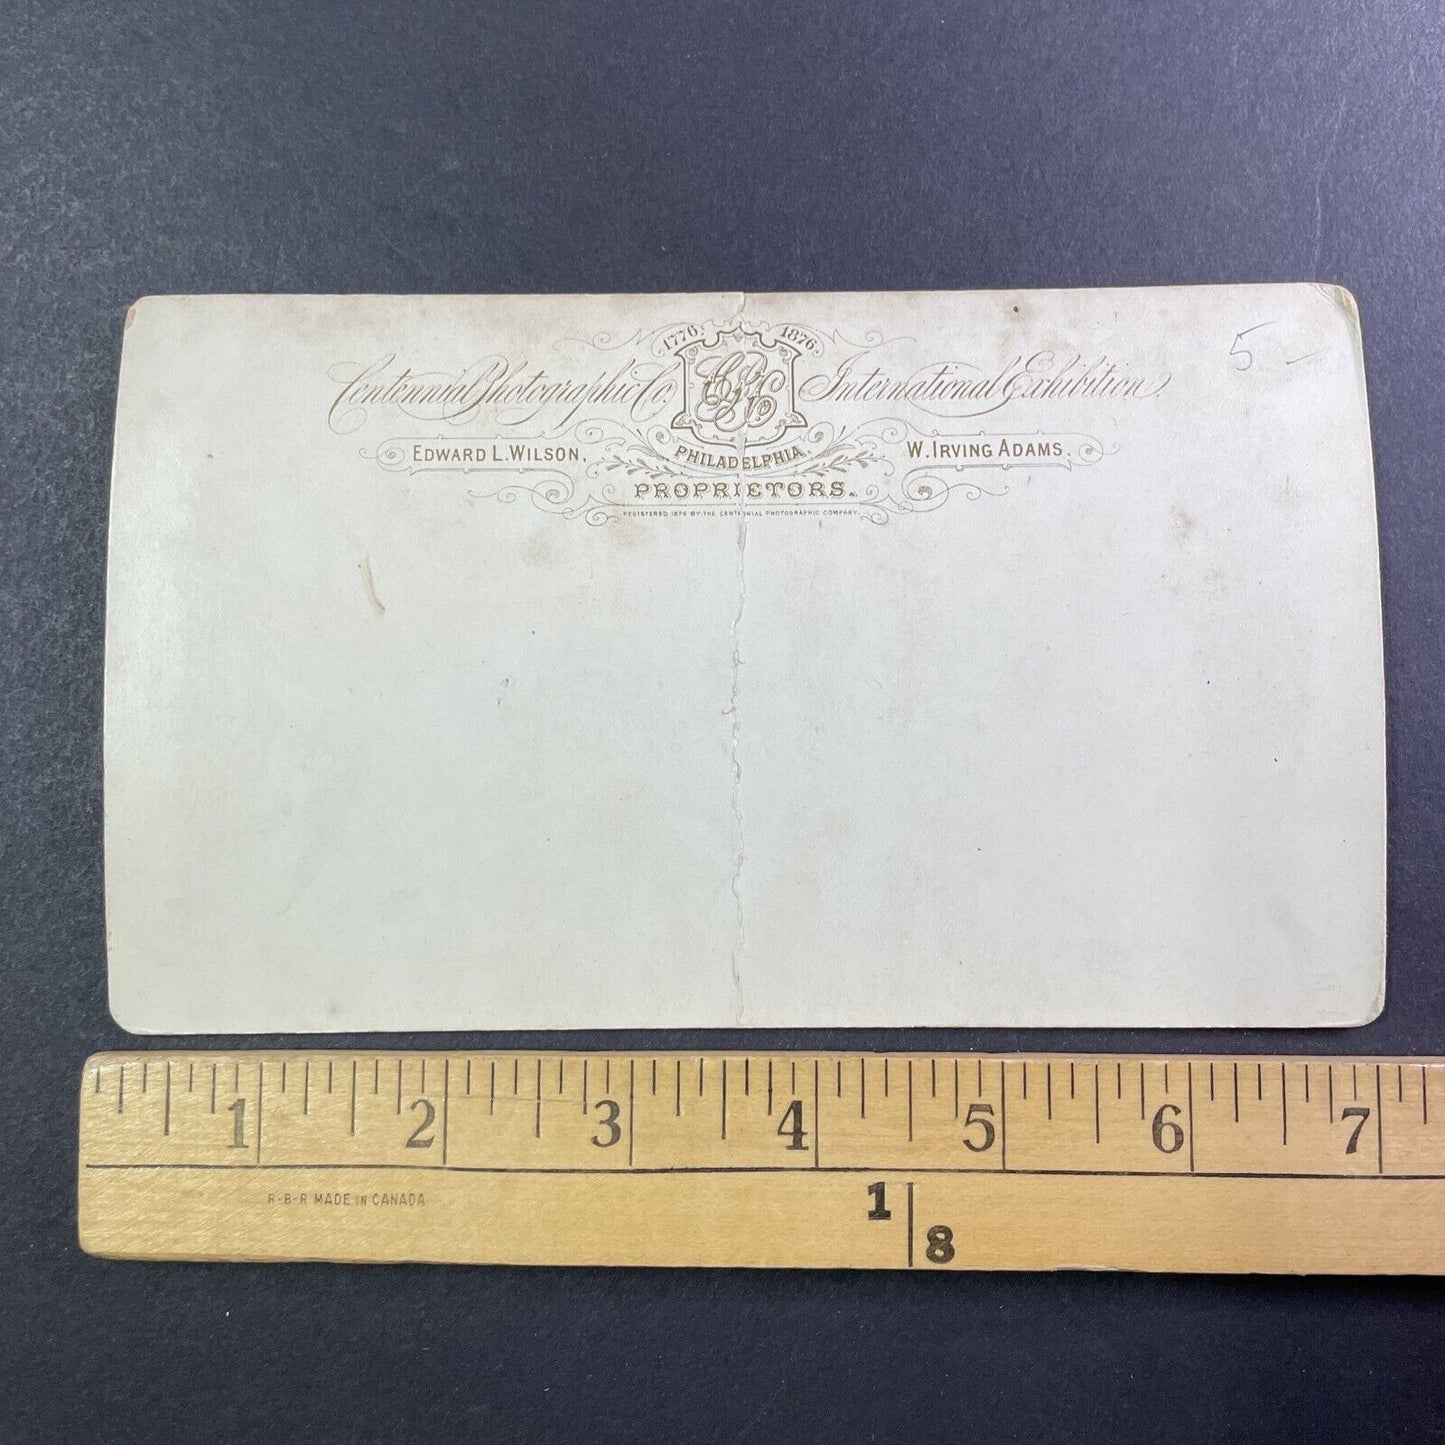 1776. 1876.
Centennial Photographic Co. C P Co. International Exhibition.
EDWARD L. WILSON, PHILADELPHIA. W. IRVING ADAMS.
PROPRIETORS.
REGISTERED 1876 BY THE CENTENNIAL PHOTOGRAPHIC COMPANY.
5 –
1 2 3 4 5 6 7
R-B-R MADE IN CANADA
1 8